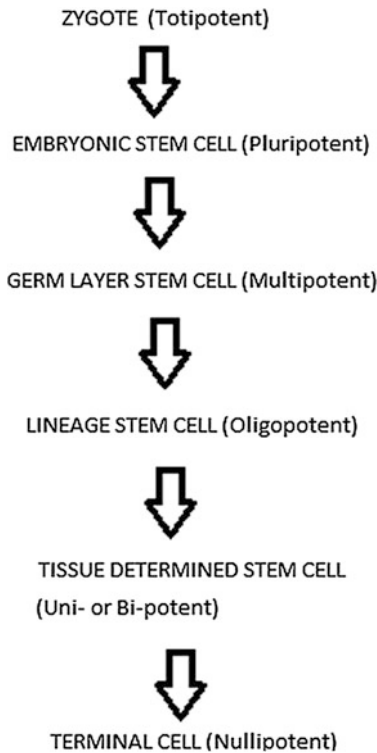 ZYGOTE (Totipotent)
EMBRYONIC STEM CELL (Pluripotent)
GERM LAYER STEM CELL (Multipotent)
LINEAGE STEM CELL (Oligopotent)
TISSUE DETERMINED STEM CELL
(Uni- or Bi-potent)
TERMINAL CELL (Nullipotent)